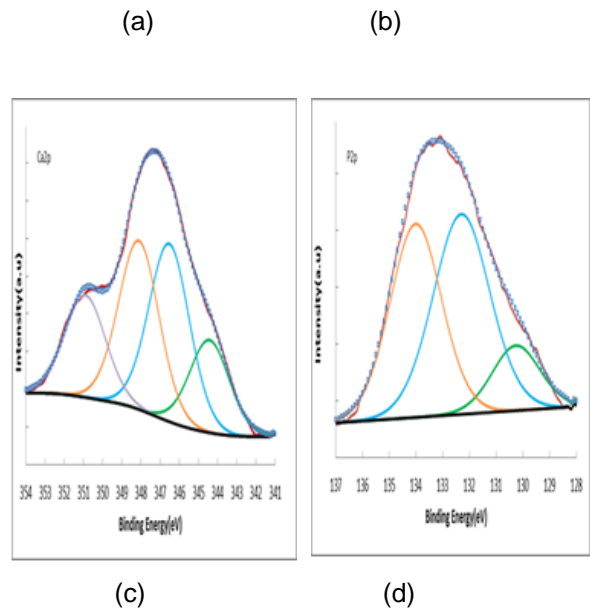 (a)
(b)
Ca2p
Intensity(a.u)
354 353 352 351 350 349 348 347 346 345 344 343 342 341
Binding Energy(eV)
P2p
Intensity(a.u)
137 136 135 134 133 132 131 130 129 128
Binding Energy(eV)
(c)
(d)